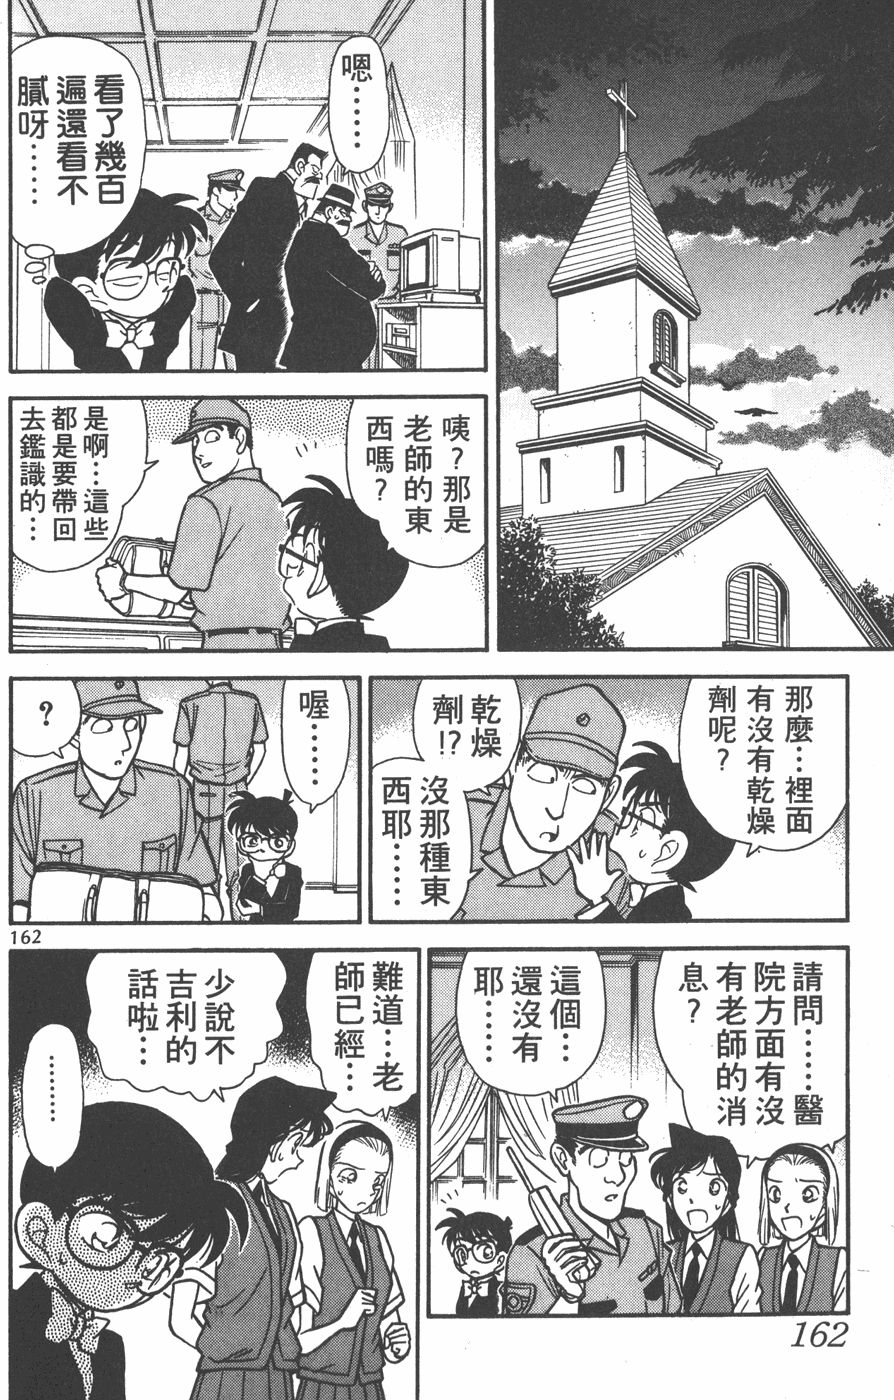 嗯……
看了幾百
遍還看不
膩呀……
咦？那是
老師的東
西嗎？
是啊…這些
都是要帶回
去鑑識的…
那麼…裡面
有沒有乾燥
劑呢？
乾燥
劑!?
沒那種東
西耶……
喔……
？
162
請問……醫
院方面有沒
有老師的消
息？
這個…
還沒有
耶……
難道…老
師已經…
少說不
吉利的
話啦…
……
162